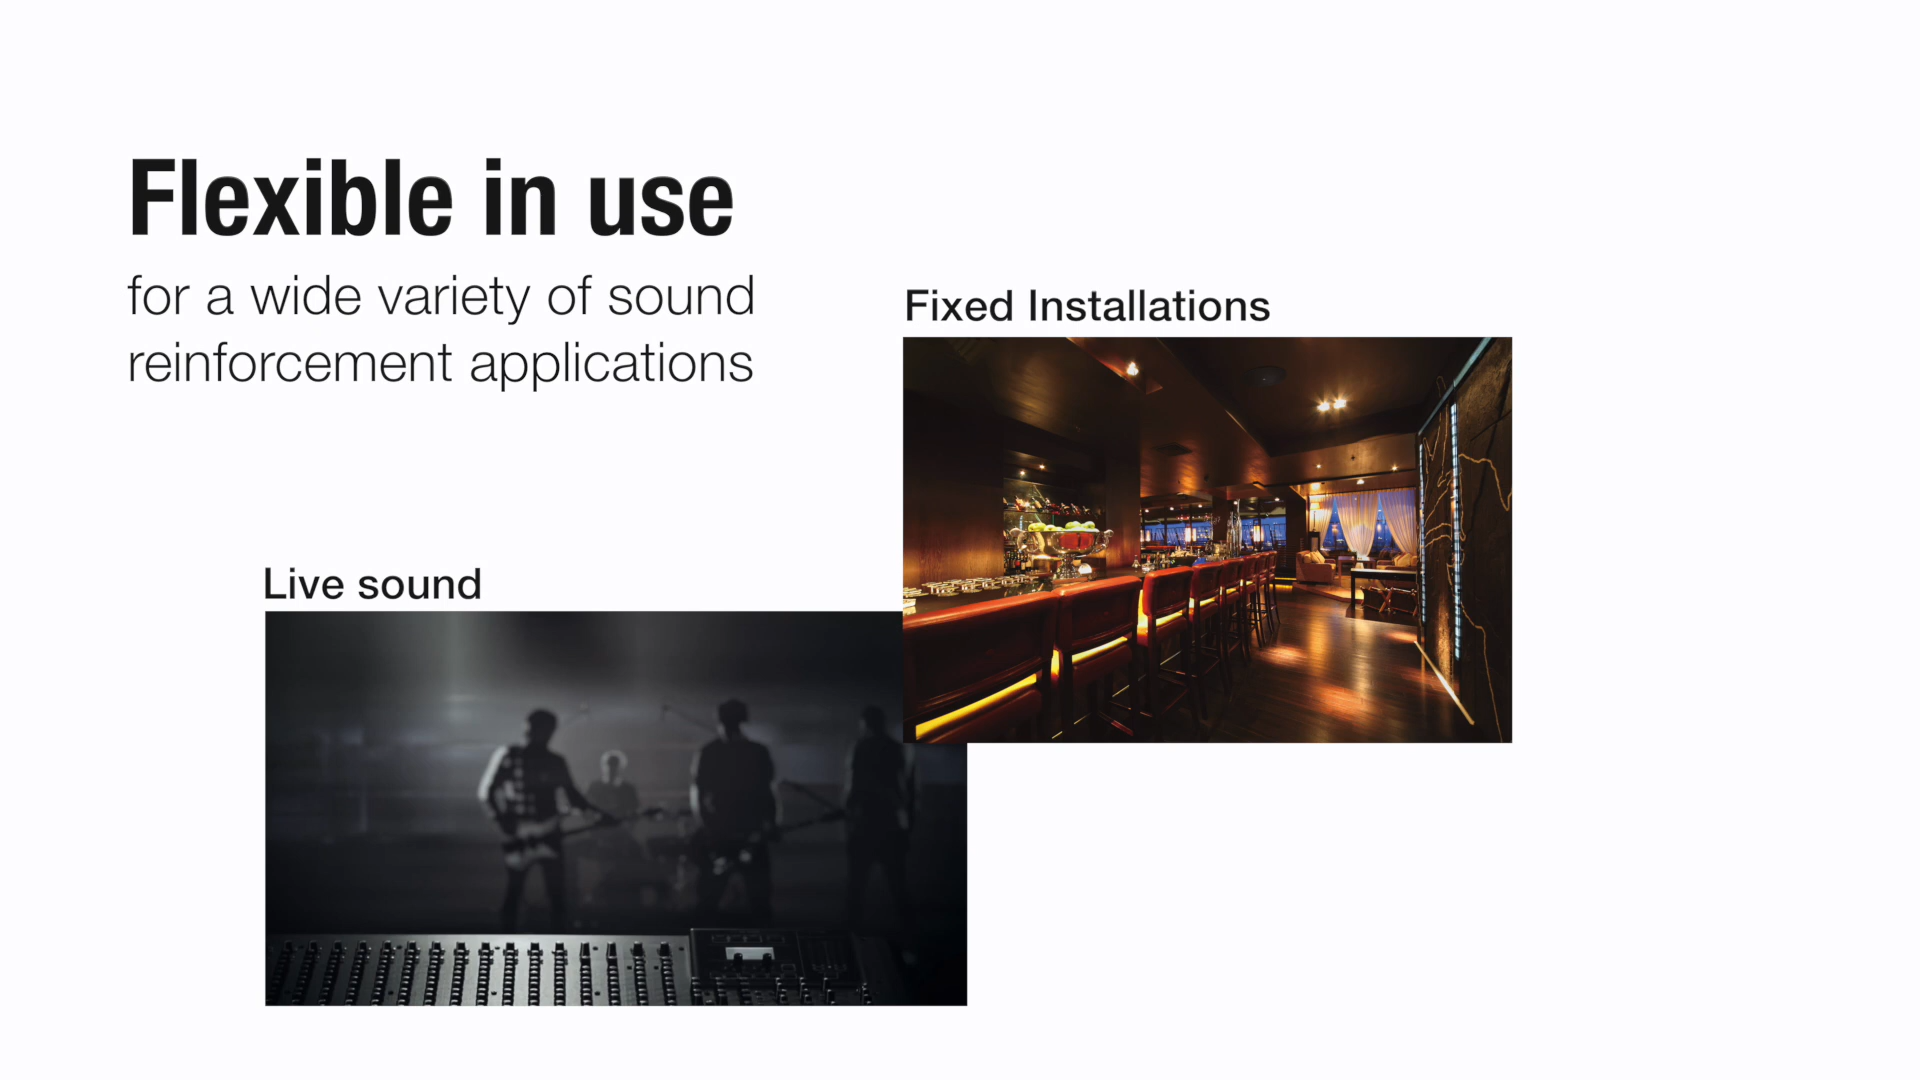 Flexible in use
for a wide variety of sound
reinforcement applications
Fixed Installations
Live sound